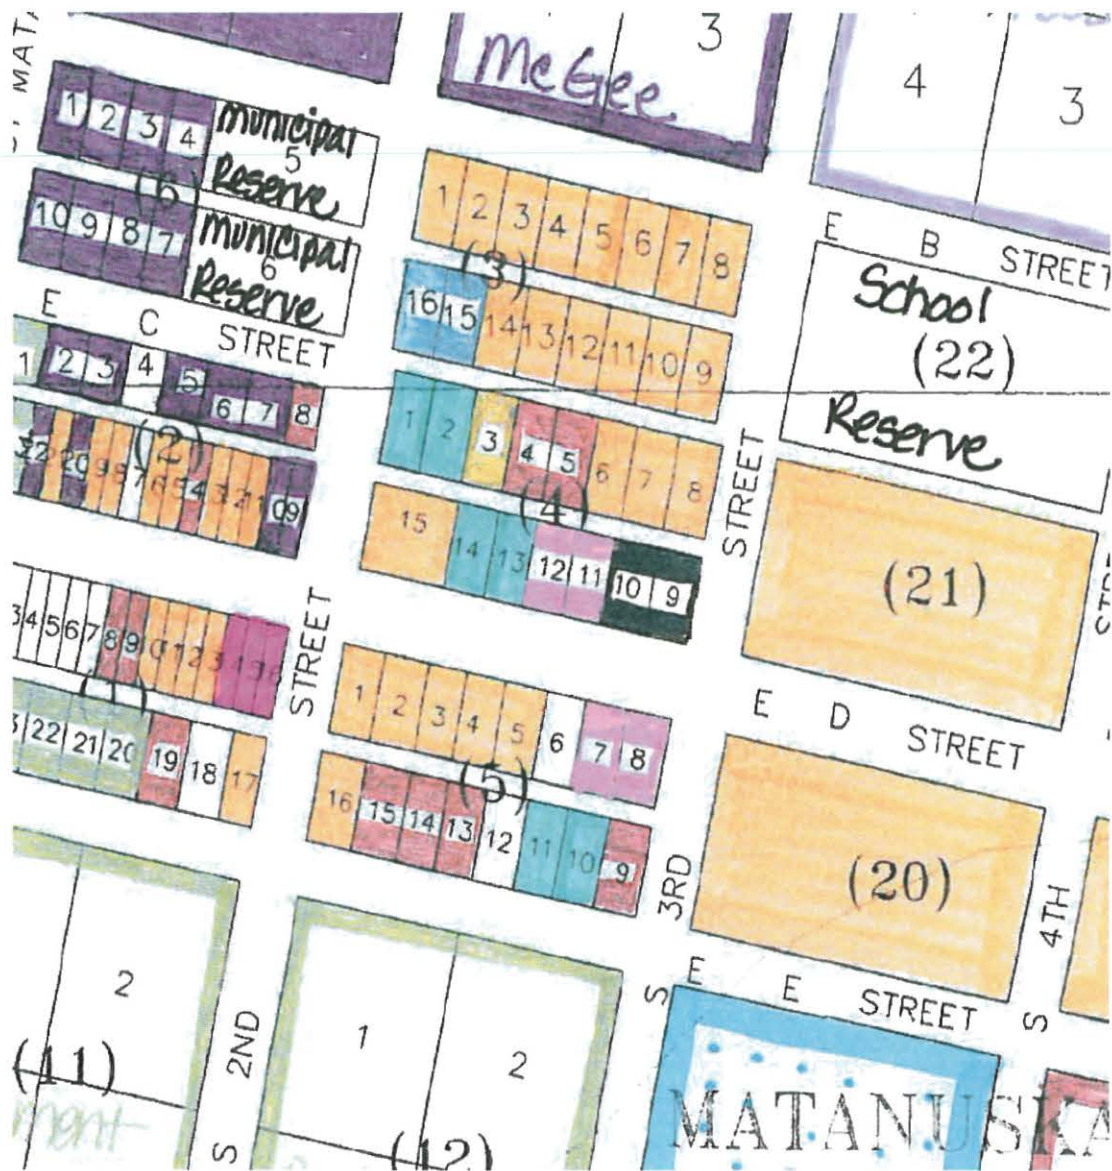 3
McGee
4
3
1 2 3 4
municipal
5
Reserve
(6)
10 9 8 7
municipal
6
Reserve
1 2 3 4 5 6 7 8
(3)
16 15 14 13 12 11 10 9
E B STREET
School
(22)
Reserve
E C STREET
1 2 3 4 5 6 7 8
(2)
1 2 3 4 5 6 7 8
(4)
15 14 13 12 11 10 9
STREET
(21)
7 8 9
(1)
22 21 20 19 18 17
STREET
1 2 3 4 5 6 7 8
(5)
16 15 14 13 12 11 10 9
E D STREET
(20)
3RD
4TH
S
E E STREET
S
2
(11)
2ND
S
1 2
(12)
MATANUSKA